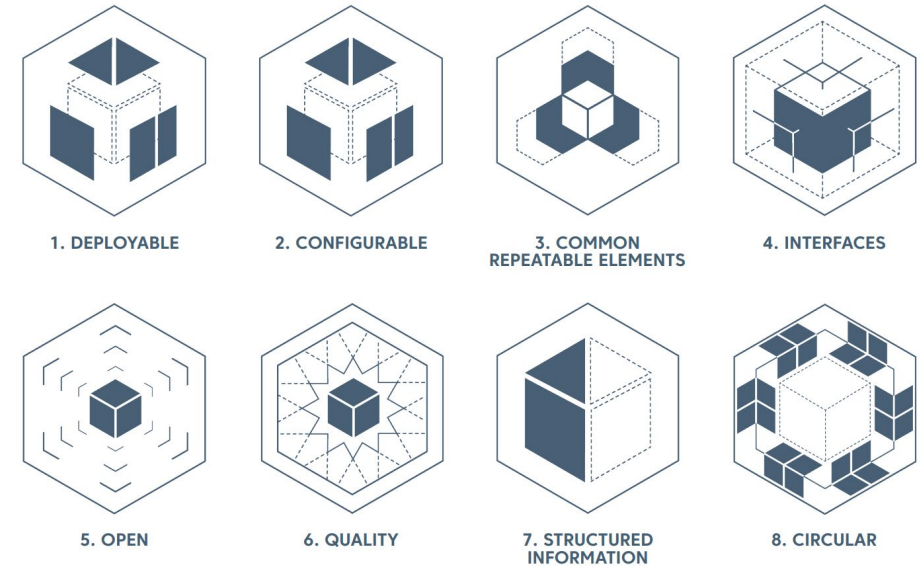 1. DEPLOYABLE
2. CONFIGURABLE
3. COMMON
REPEATABLE ELEMENTS
4. INTERFACES
5. OPEN
6. QUALITY
7. STRUCTURED
INFORMATION
8. CIRCULAR